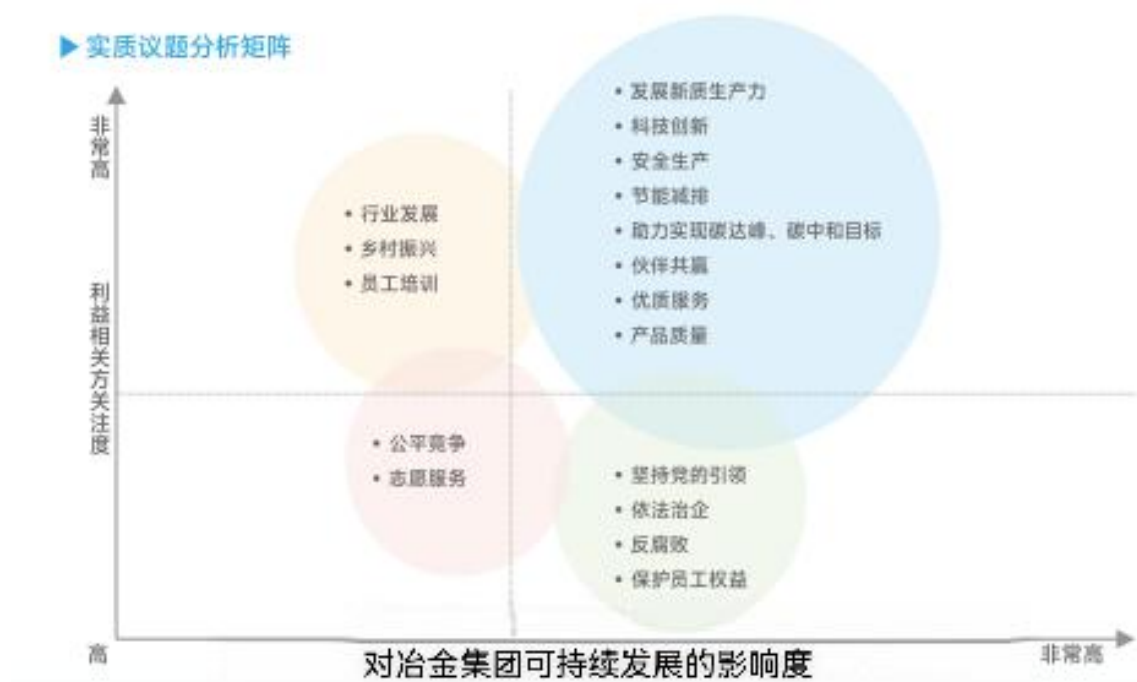 ▶ 实质议题分析矩阵
非常高
利益相关方关注度
• 行业发展
• 乡村振兴
• 员工培训
• 发展新质生产力
• 科技创新
• 安全生产
• 节能减排
• 助力实现碳达峰、碳中和目标
• 伙伴共赢
• 优质服务
• 产品质量
• 公平竞争
• 志愿服务
• 坚持党的引领
• 依法治企
• 反腐败
• 保护员工权益
高
对冶金集团可持续发展的影响度
非常高